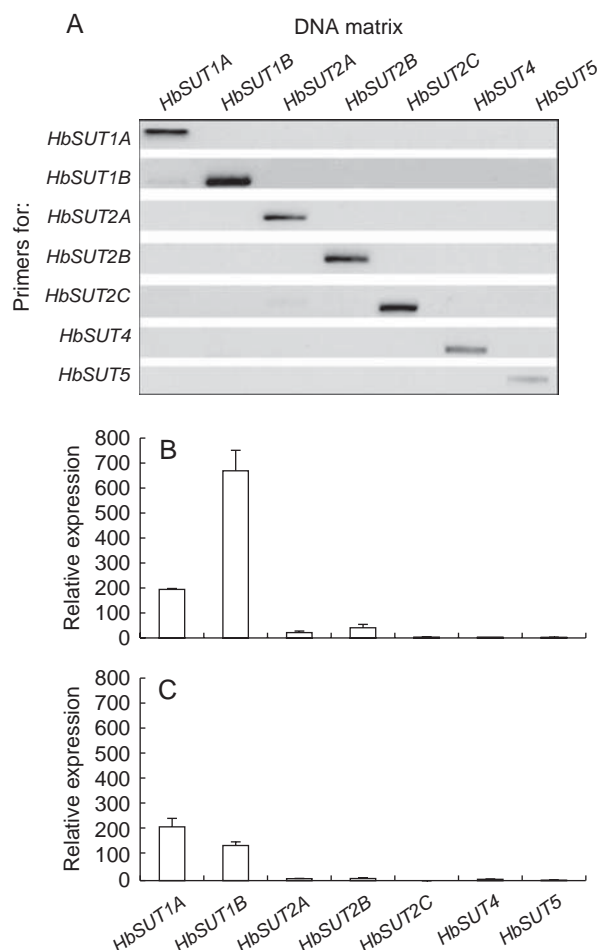 A
DNA matrix
HbSUT1A HbSUT1B HbSUT2A HbSUT2B HbSUT2C HbSUT4 HbSUT5
Primers for:
HbSUT1A
HbSUT1B
HbSUT2A
HbSUT2B
HbSUT2C
HbSUT4
HbSUT5
B
Relative expression
800
700
600
500
400
300
200
100
0
C
Relative expression
800
700
600
500
400
300
200
100
0
HbSUT1A HbSUT1B HbSUT2A HbSUT2B HbSUT2C HbSUT4 HbSUT5